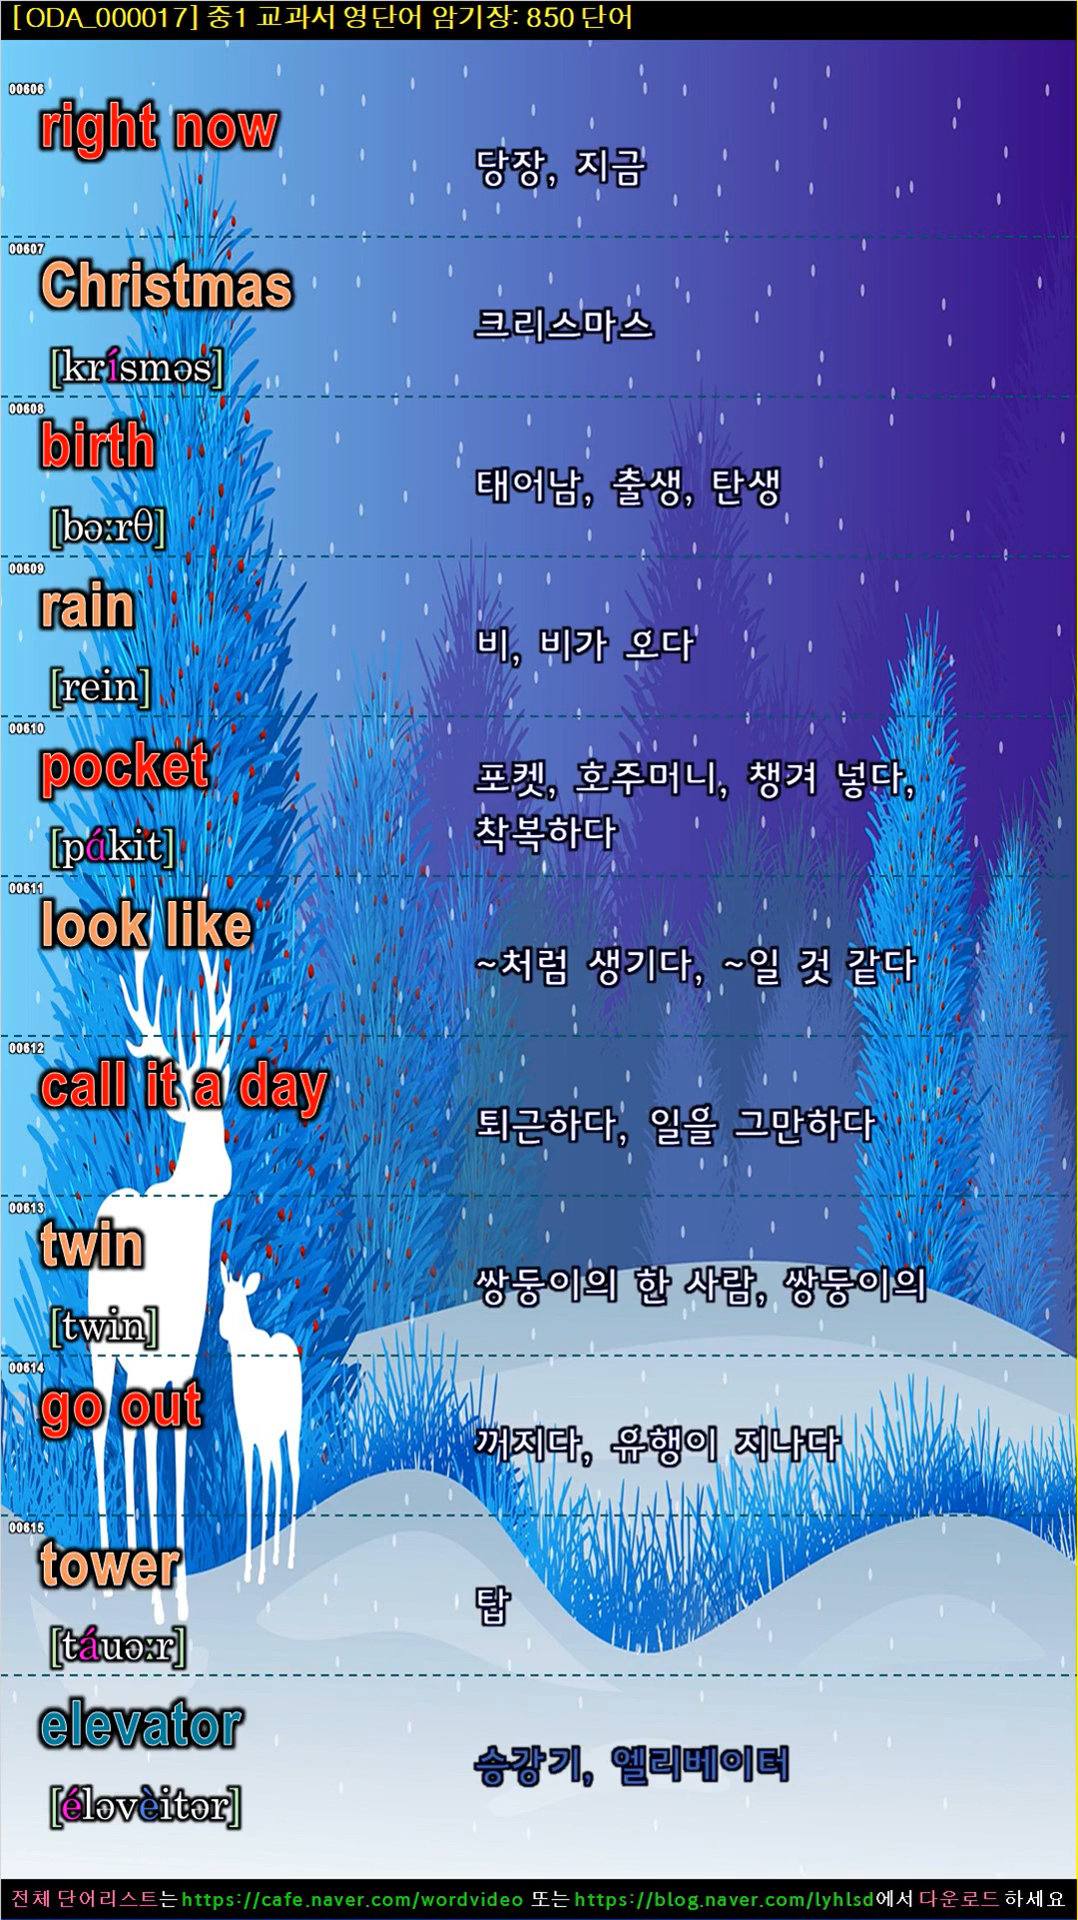 [ODA_000017] 중1 교과서 영단어 암기장: 850 단어
00606
right now
당장, 지금
00607
Christmas
크리스마스
[krísməs]
00608
birth
태어남, 출생, 탄생
[bəːrθ]
00609
rain
비, 비가 오다
[rein]
00610
pocket
포켓, 호주머니, 챙겨 넣다,
착복하다
[pɑ́kit]
00611
look like
~처럼 생기다, ~일 것 같다
00612
call it a day
퇴근하다, 일을 그만하다
00613
twin
쌍둥이의 한 사람, 쌍둥이의
[twin]
00614
go out
꺼지다, 유행이 지나다
00615
tower
탑
[táuəːr]
elevator
승강기, 엘리베이터
[éləvèitər]
전체 단어리스트는 https://cafe.naver.com/wordvideo 또는 https://blog.naver.com/lyhlsd에서 다운로드 하세요